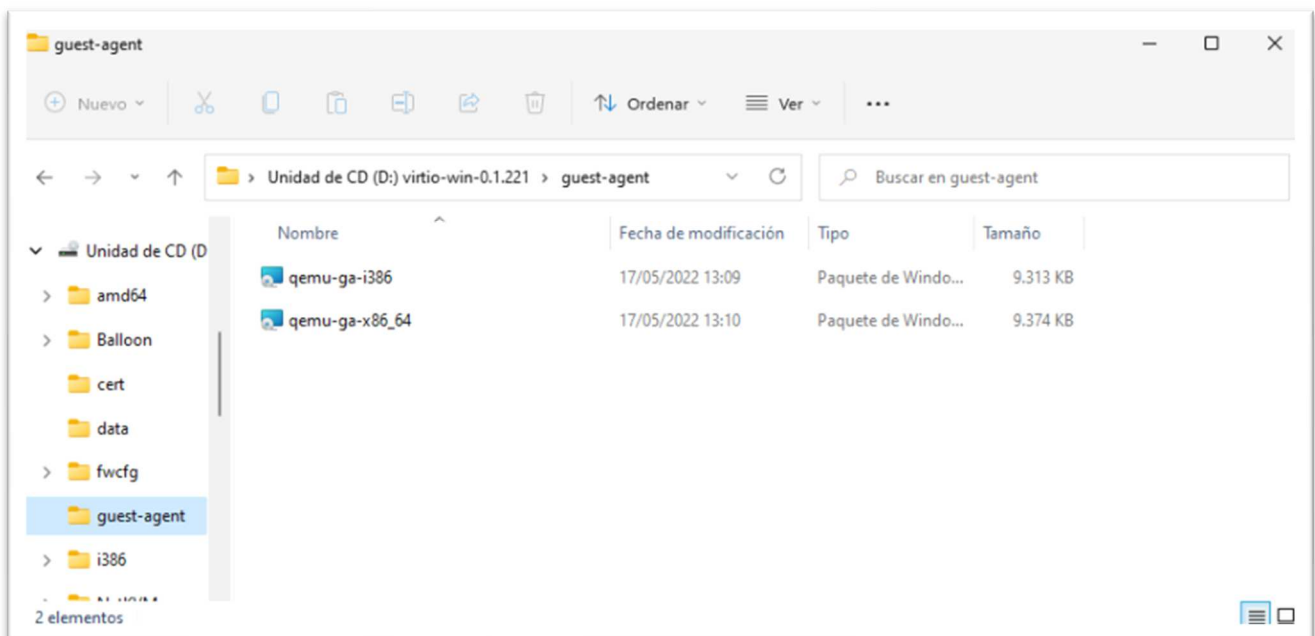 guest-agent
Nuevo Ordenar Ver ...
Unidad de CD (D:) virtio-win-0.1.221 > guest-agent Buscar en guest-agent
Nombre Fecha de modificación Tipo Tamaño
Unidad de CD (D
qemu-ga-i386 17/05/2022 13:09 Paquete de Windo... 9.313 KB
amd64
qemu-ga-x86_64 17/05/2022 13:10 Paquete de Windo... 9.374 KB
Balloon
cert
data
fwcfg
guest-agent
i386
2 elementos